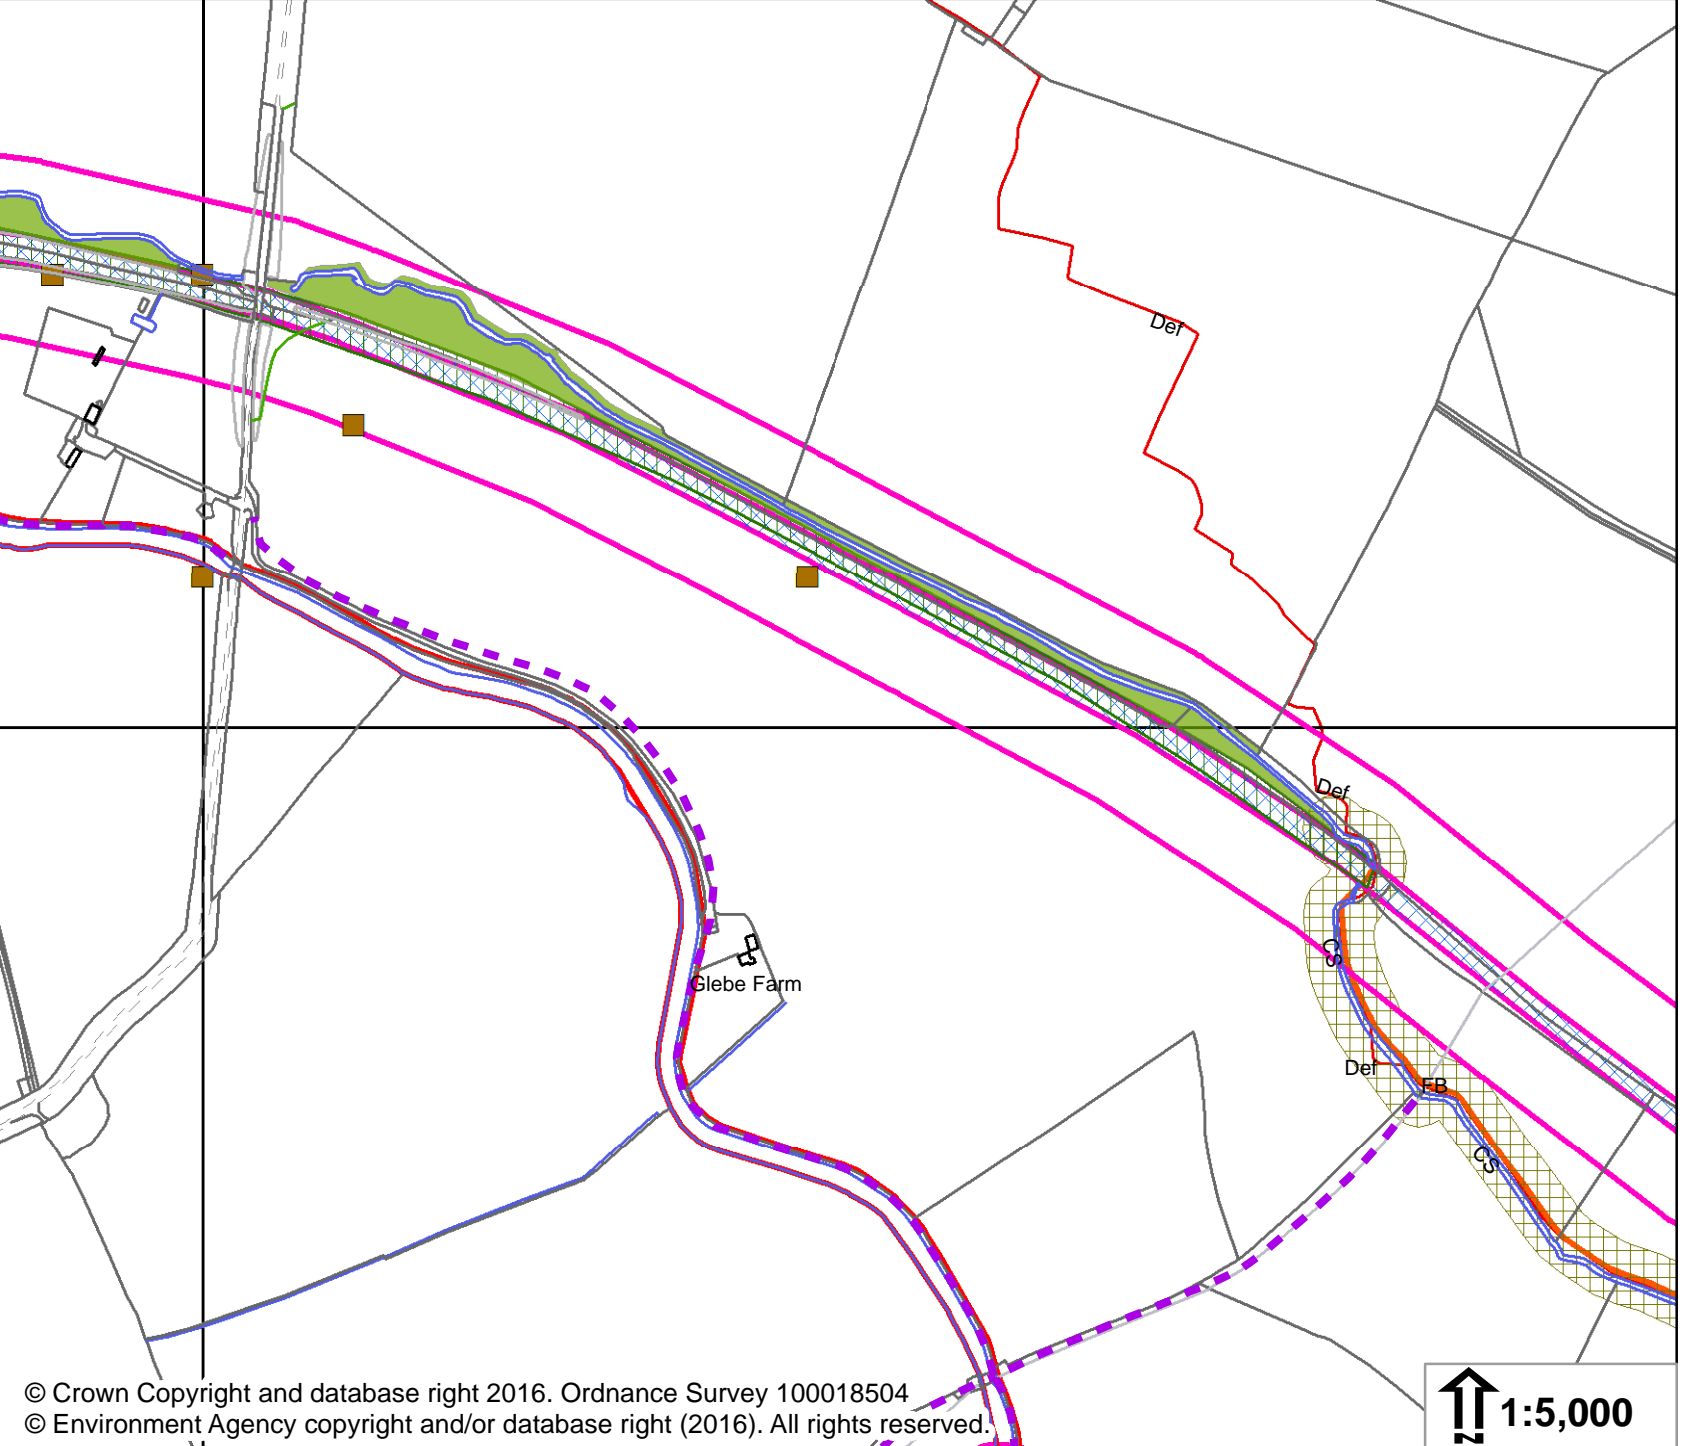 Def
Def
CS
Glebe Farm
Def
FB
CS
© Crown Copyright and database right 2016. Ordnance Survey 100018504
© Environment Agency copyright and/or database right (2016). All rights reserved.
N
1:5,000